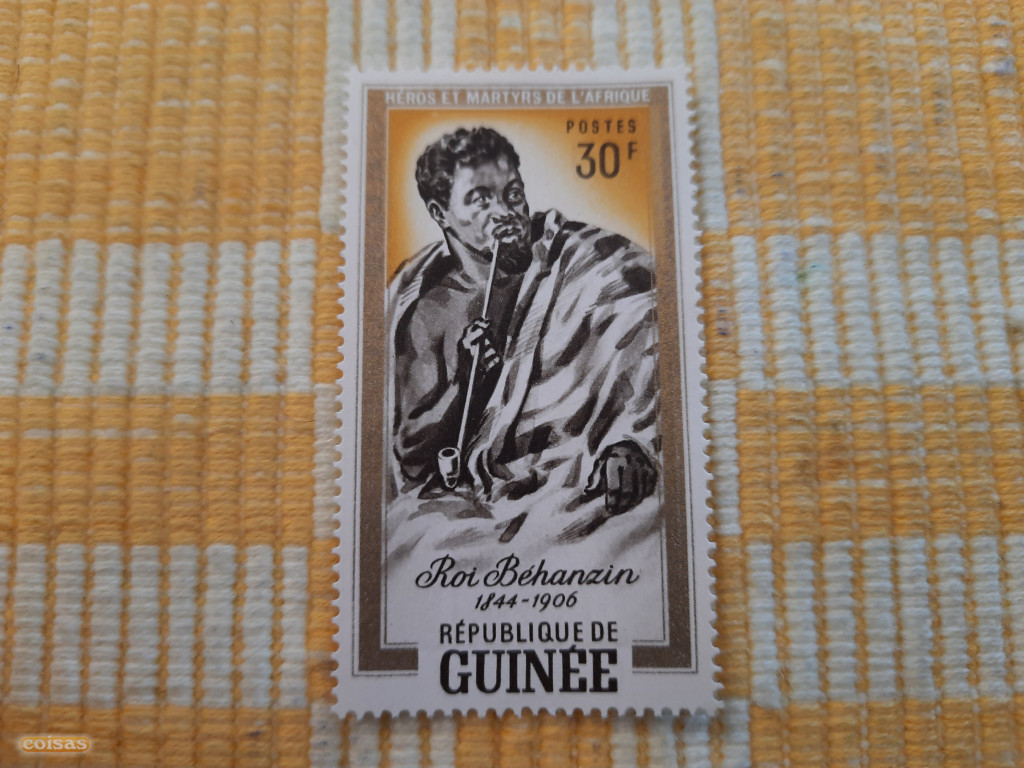 HÉROS ET MARTYRS DE L'AFRIQUE
POSTES
30F
Roi Béhanzin
1844-1906
RÉPUBLIQUE DE
GUINÉE
coisas